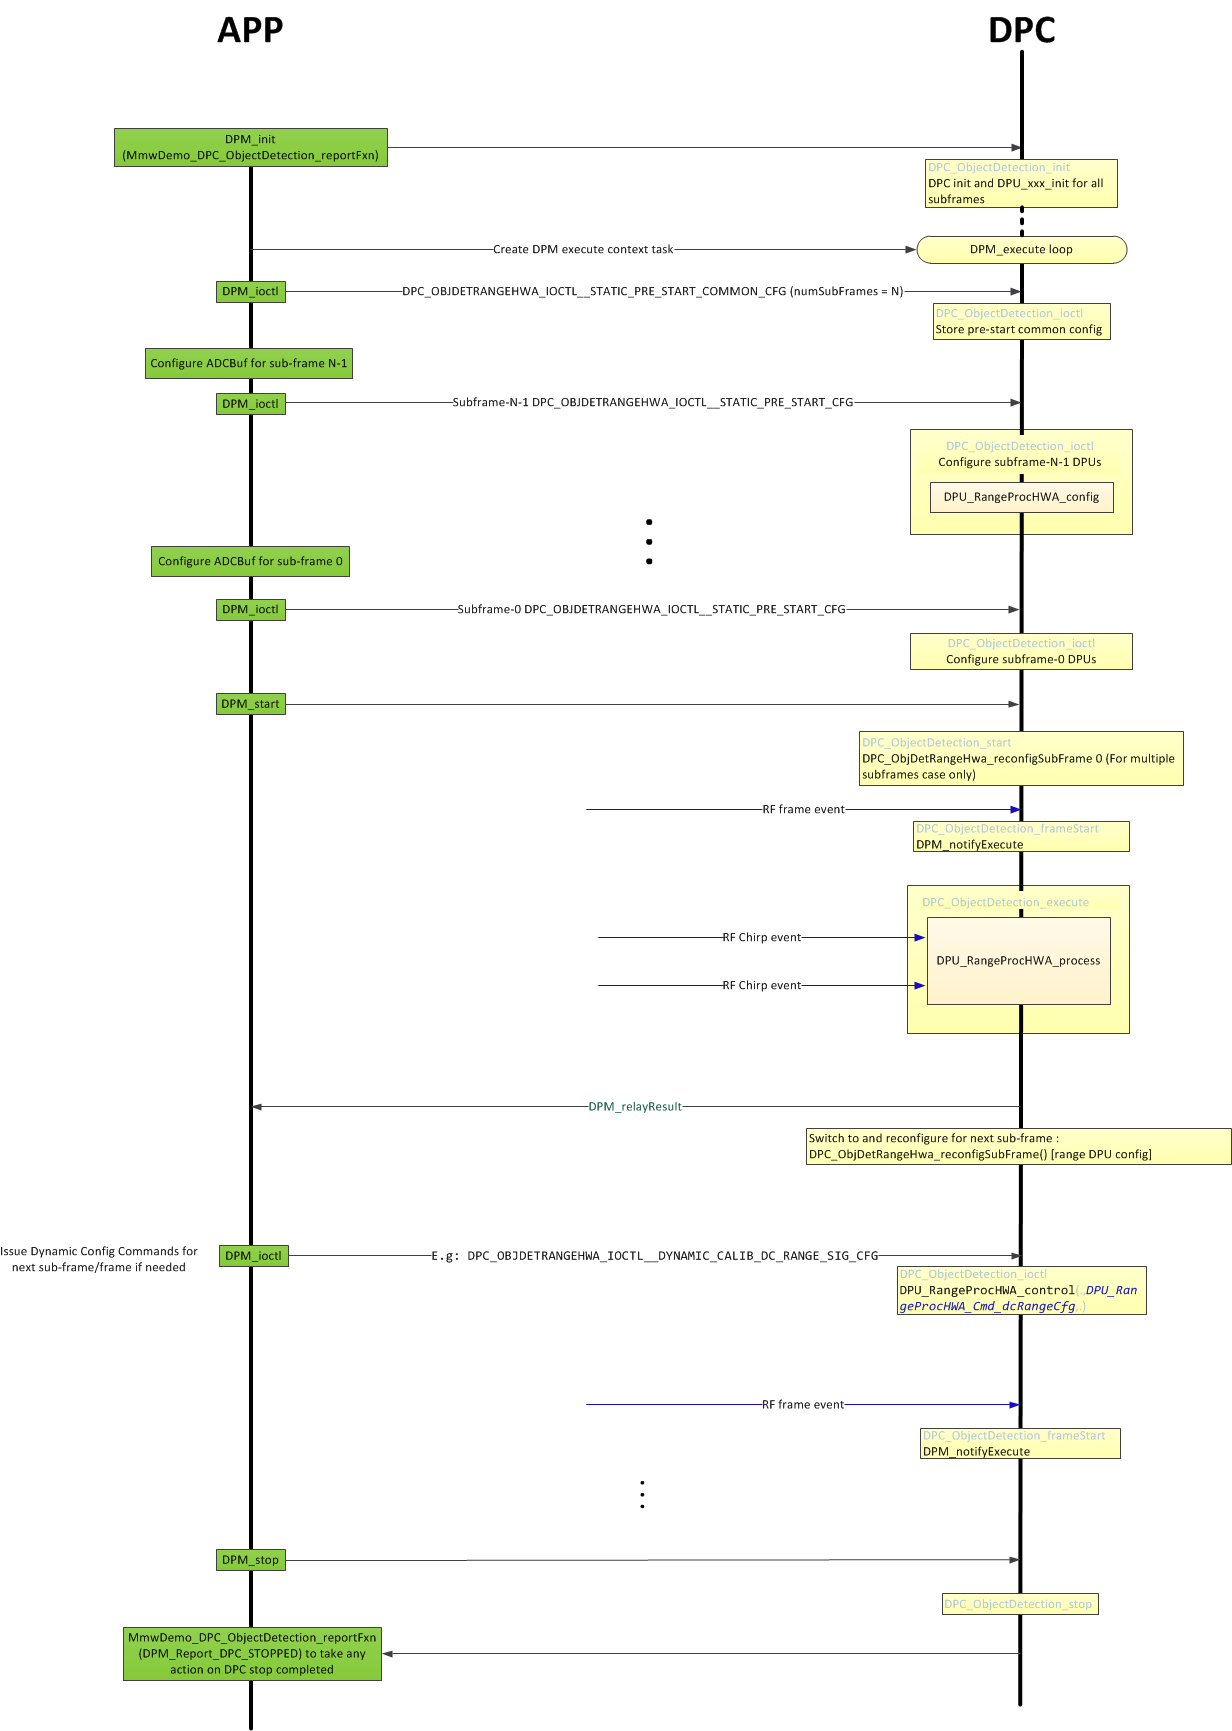 APP
DPC
DPM_init
(MmwDemo_DPC_ObjectDetection_reportFxn)
DPC_ObjectDetection_init
DPC init and DPU_xxx_init for all
subframes
Create DPM execute context task
DPM_execute loop
DPM_ioctl
DPC_OBJDETRANGEHWA_IOCTL__STATIC_PRE_START_COMMON_CFG (numSubFrames = N)
DPC_ObjectDetection_ioctl
Store pre-start common config
Configure ADCBuf for sub-frame N-1
DPM_ioctl
Subframe-N-1 DPC_OBJDETRANGEHWA_IOCTL__STATIC_PRE_START_CFG
DPC_ObjectDetection_ioctl
Configure subframe-N-1 DPUs
DPU_RangeProcHWA_config
Configure ADCBuf for sub-frame 0
DPM_ioctl
Subframe-0 DPC_OBJDETRANGEHWA_IOCTL__STATIC_PRE_START_CFG
DPC_ObjectDetection_ioctl
Configure subframe-0 DPUs
DPM_start
DPC_ObjectDetection_start
DPC_ObjDetRangeHwa_reconfigSubFrame 0 (For multiple
subframes case only)
RF frame event
DPC_ObjectDetection_frameStart
DPM_notifyExecute
DPC_ObjectDetection_execute
RF Chirp event
DPU_RangeProcHWA_process
RF Chirp event
DPM_relayResult
Switch to and reconfigure for next sub-frame :
DPC_ObjDetRangeHwa_reconfigSubFrame() [range DPU config]
Issue Dynamic Config Commands for
next sub-frame/frame if needed
DPM_ioctl
E.g: DPC_OBJDETRANGEHWA_IOCTL__DYNAMIC_CALIB_DC_RANGE_SIG_CFG
DPC_ObjectDetection_ioctl
DPU_RangeProcHWA_control(..DPU_Ran
geProcHWA_Cmd_dcRangeCfg..)
RF frame event
DPC_ObjectDetection_frameStart
DPM_notifyExecute
DPM_stop
DPC_ObjectDetection_stop
MmwDemo_DPC_ObjectDetection_reportFxn
(DPM_Report_DPC_STOPPED) to take any
action on DPC stop completed